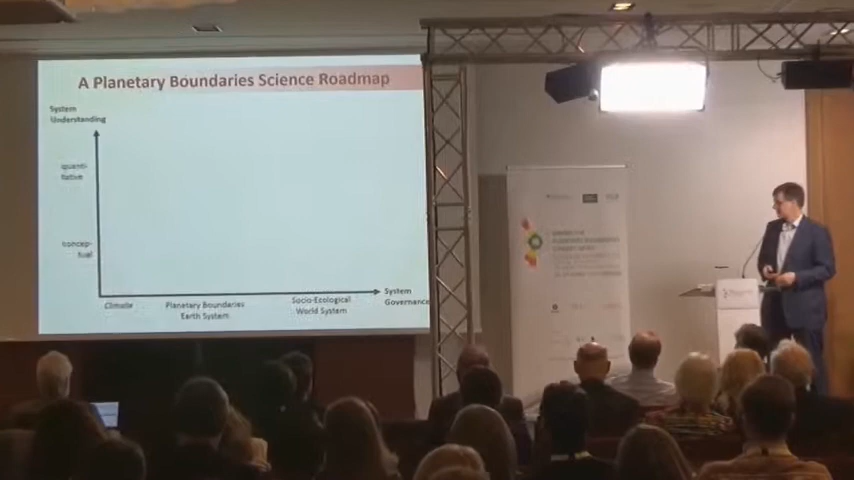 A Planetary Boundaries Science Roadmap
System
Understanding
quanti-
tative
concep-
tual
Climate
Planetary Boundaries
Earth System
Socio-Ecological
World System
System
Governance